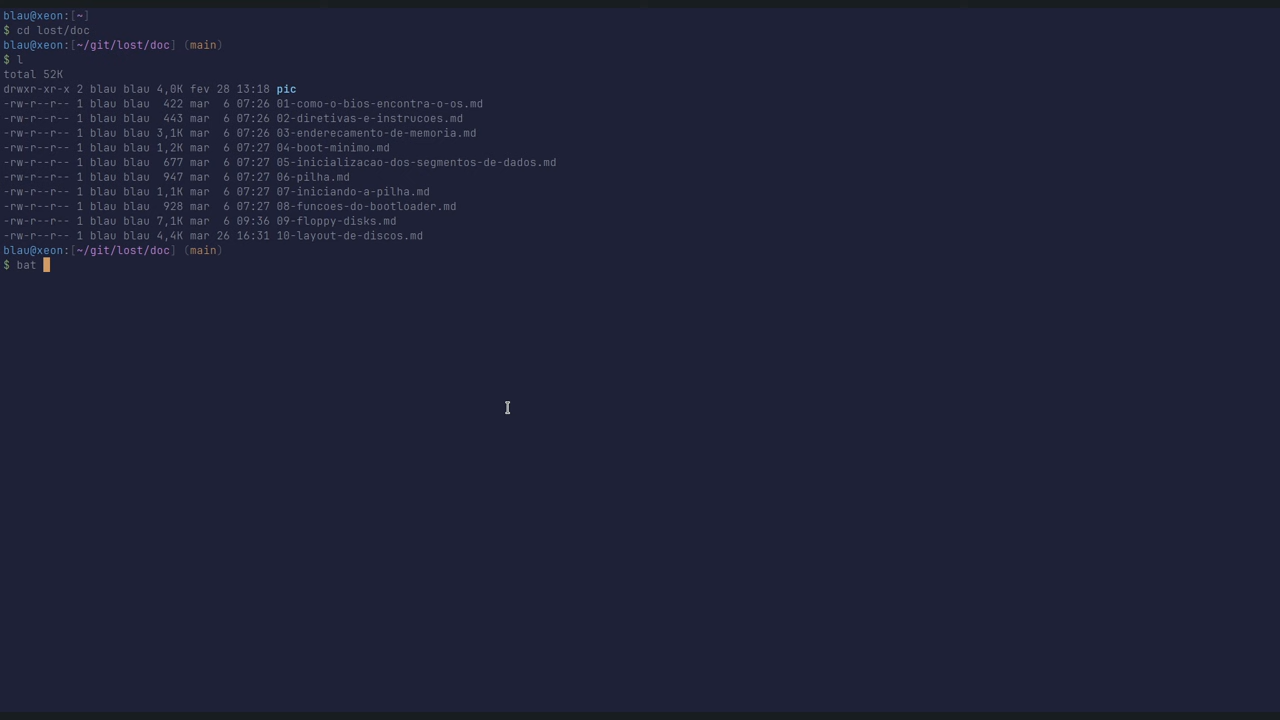 blau@xeon:[~]
$ cd lost/doc
blau@xeon:[~/git/lost/doc] (main)
$ l
total 52K
drwxr-xr-x 2 blau blau 4,0K fev 28 13:18 pic
-rw-r--r-- 1 blau blau  422 mar  6 07:26 01-como-o-bios-encontra-o-os.md
-rw-r--r-- 1 blau blau  443 mar  6 07:26 02-diretivas-e-instrucoes.md
-rw-r--r-- 1 blau blau 3,1K mar  6 07:26 03-enderecamento-de-memoria.md
-rw-r--r-- 1 blau blau 1,2K mar  6 07:27 04-boot-minimo.md
-rw-r--r-- 1 blau blau  677 mar  6 07:27 05-inicializacao-dos-segmentos-de-dados.md
-rw-r--r-- 1 blau blau  947 mar  6 07:27 06-pilha.md
-rw-r--r-- 1 blau blau 1,1K mar  6 07:27 07-iniciando-a-pilha.md
-rw-r--r-- 1 blau blau  928 mar  6 07:27 08-funcoes-do-bootloader.md
-rw-r--r-- 1 blau blau 7,1K mar  6 09:36 09-floppy-disks.md
-rw-r--r-- 1 blau blau 4,4K mar 26 16:31 10-layout-de-discos.md
blau@xeon:[~/git/lost/doc] (main)
$ bat